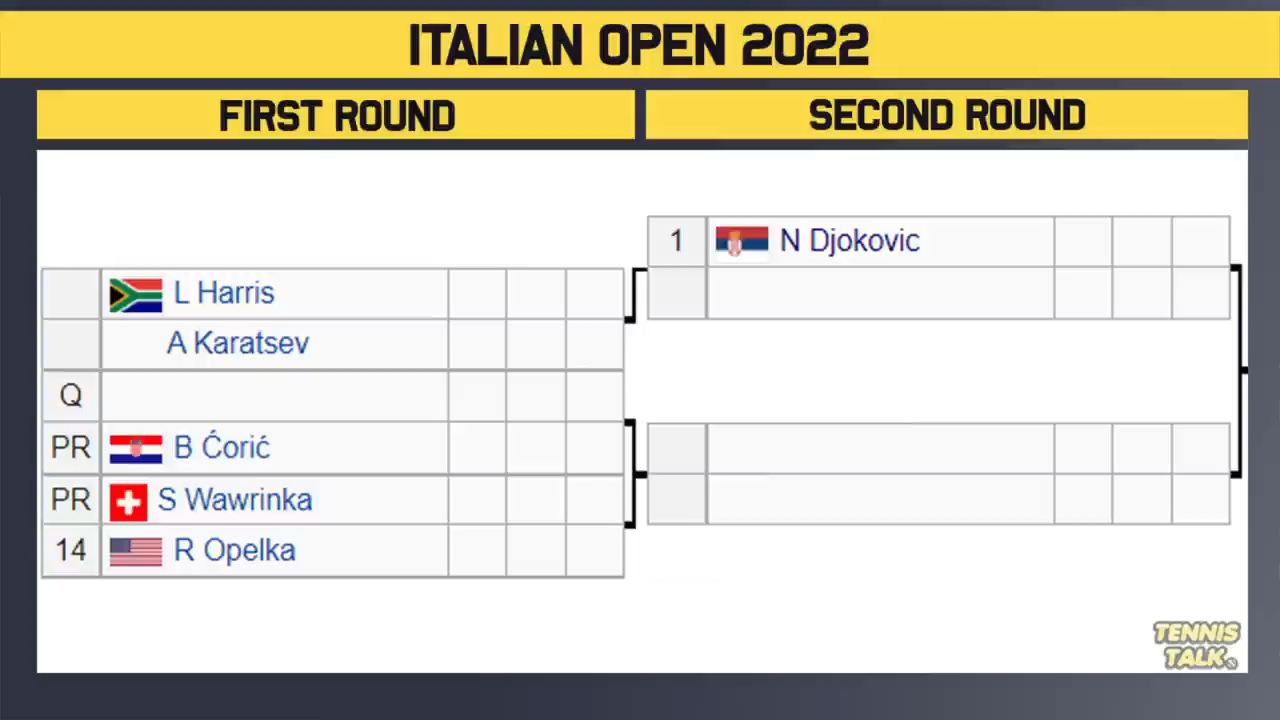 ITALIAN OPEN 2022
FIRST ROUND
SECOND ROUND
1 N Djokovic
L Harris
A Karatsev
Q
PR B Ćorić
PR S Wawrinka
14 R Opelka
TENNIS
TALK